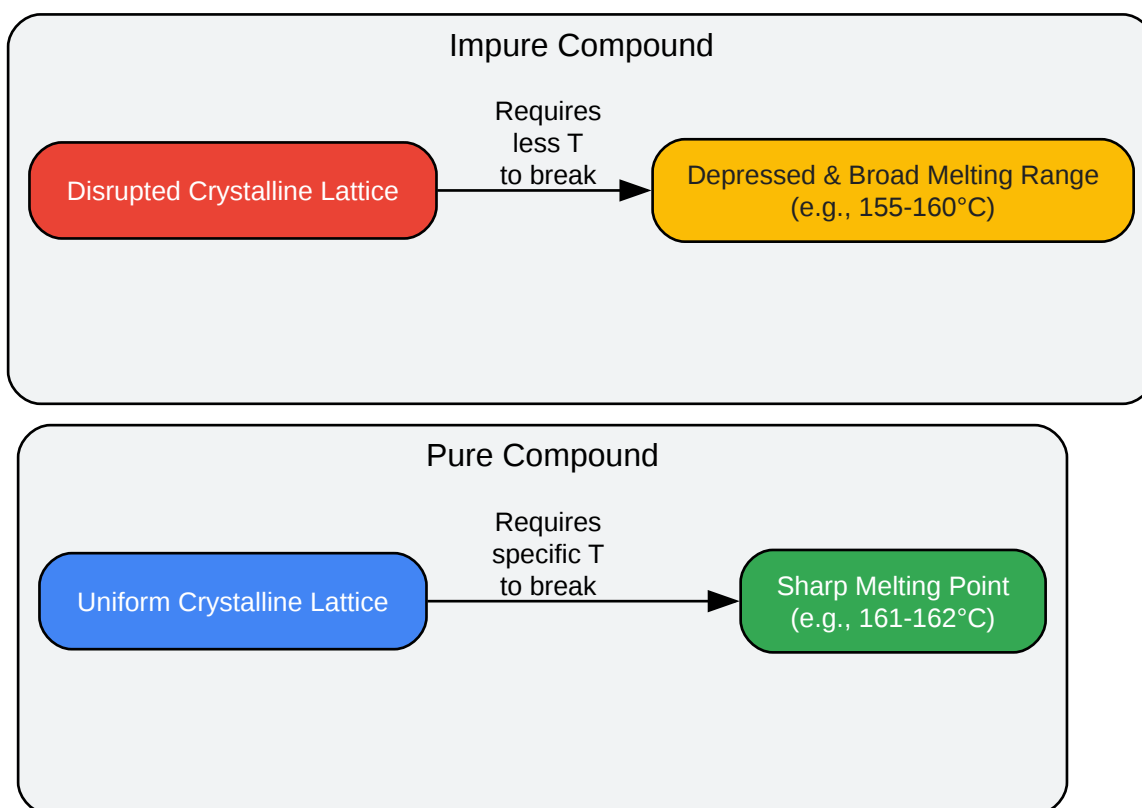 Impure Compound
Requires
less T
to break
Disrupted Crystalline Lattice
Depressed & Broad Melting Range
(e.g., 155-160°C)
Pure Compound
Requires
specific T
to break
Uniform Crystalline Lattice
Sharp Melting Point
(e.g., 161-162°C)